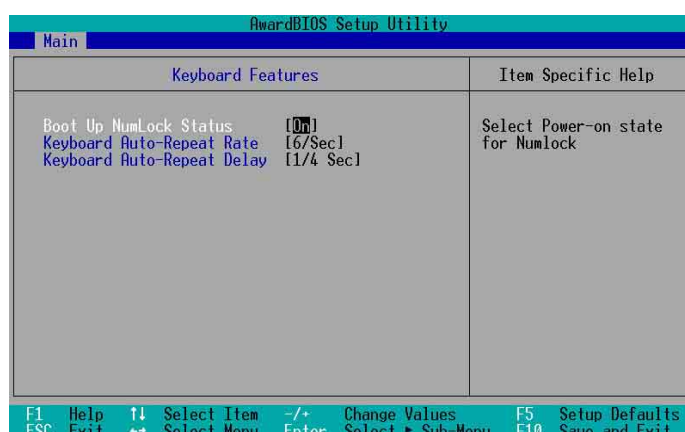 AwardBIOS Setup Utility
Main
Keyboard Features
Item Specific Help
Boot Up NumLock Status [On]
Keyboard Auto-Repeat Rate [6/Sec]
Keyboard Auto-Repeat Delay [1/4 Sec]
Select Power-on state
for Numlock
F1 Help ↑↓ Select Item -/+ Change Values F5 Setup Defaults
ESC Exit ↔ Select Menu Enter Select ► Sub-Menu F10 Save and Exit